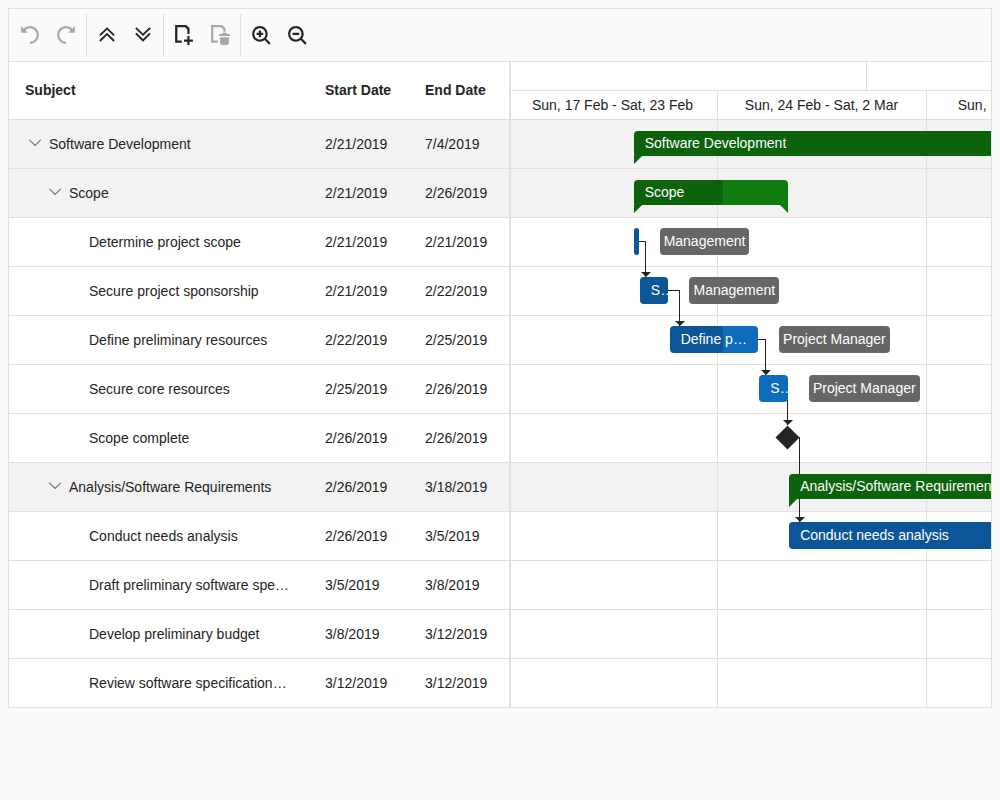 Subject Start Date End Date
Sun, 17 Feb - Sat, 23 Feb Sun, 24 Feb - Sat, 2 Mar Sun,
Software Development 2/21/2019 7/4/2019 Software Development
Scope 2/21/2019 2/26/2019 Scope
Determine project scope 2/21/2019 2/21/2019 Management
Secure project sponsorship 2/21/2019 2/22/2019 S… Management
Define preliminary resources 2/22/2019 2/25/2019 Define p… Project Manager
Secure core resources 2/25/2019 2/26/2019 S… Project Manager
Scope complete 2/26/2019 2/26/2019
Analysis/Software Requirements 2/26/2019 3/18/2019 Analysis/Software Requiremen
Conduct needs analysis 2/26/2019 3/5/2019 Conduct needs analysis
Draft preliminary software spe… 3/5/2019 3/8/2019
Develop preliminary budget 3/8/2019 3/12/2019
Review software specification… 3/12/2019 3/12/2019